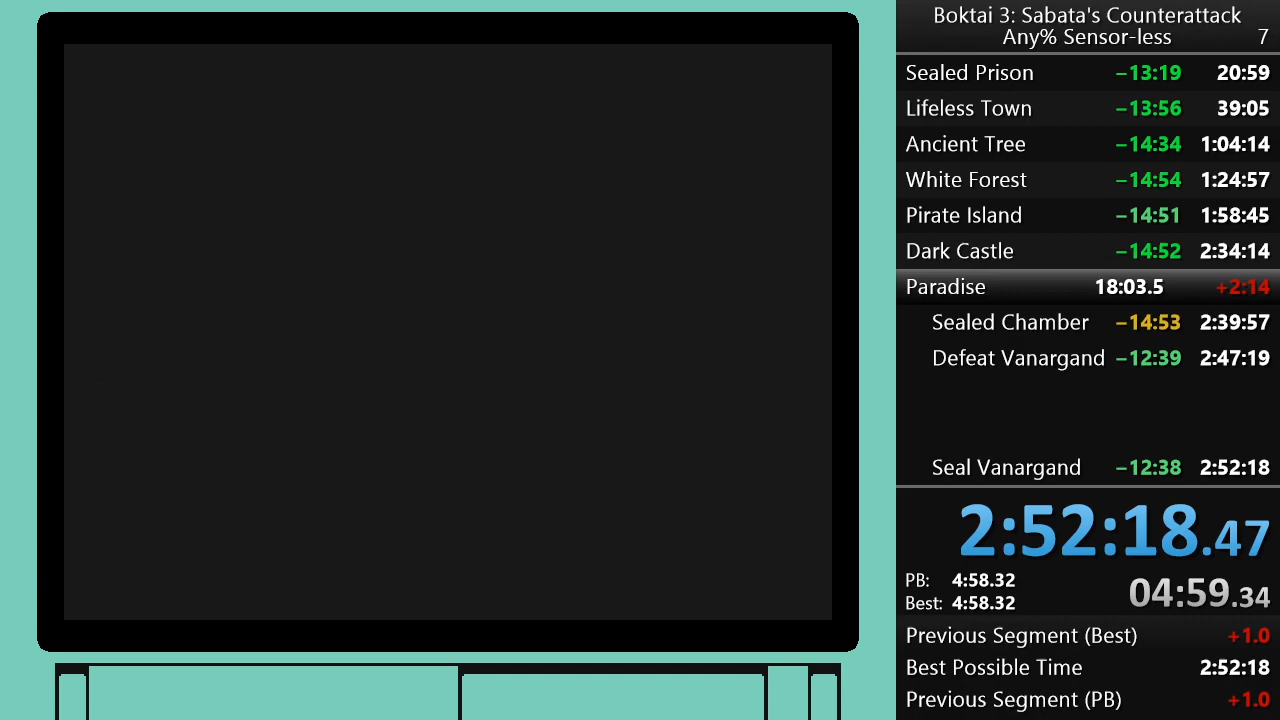 Boktai 3: Sabata's Counterattack
Any% Sensor-less 7
Sealed Prison −13:19 20:59
Lifeless Town −13:56 39:05
Ancient Tree −14:34 1:04:14
White Forest −14:54 1:24:57
Pirate Island −14:51 1:58:45
Dark Castle −14:52 2:34:14
Paradise 18:03.5 +2:14
Sealed Chamber −14:53 2:39:57
Defeat Vanargand −12:39 2:47:19
Seal Vanargand −12:38 2:52:18
2:52:18.47
PB: 4:58.32
Best: 4:58.32
04:59.34
Previous Segment (Best) +1.0
Best Possible Time 2:52:18
Previous Segment (PB) +1.0